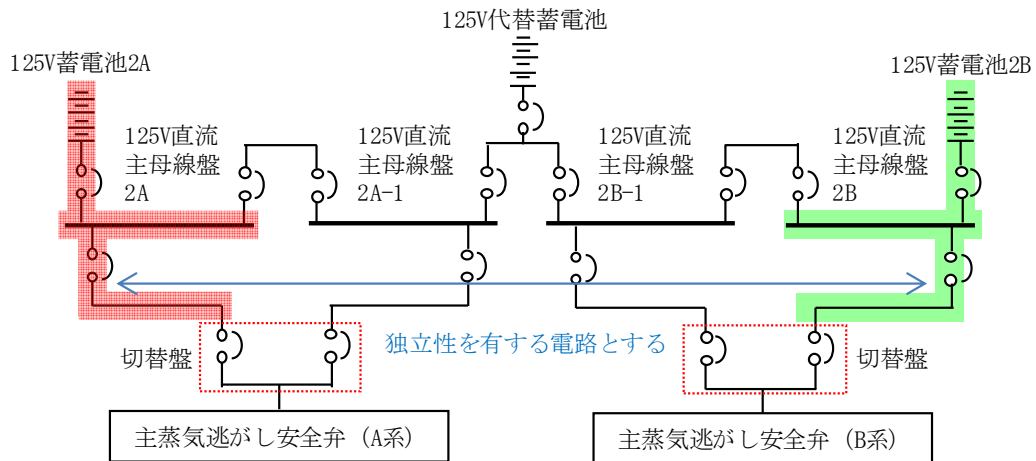 125V代替蓄電池
125V蓄電池2A
125V蓄電池2B
125V直流
主母線盤
2A
125V直流
主母線盤
2A-1
125V直流
主母線盤
2B-1
125V直流
主母線盤
2B
独立性を有する電路とする
切替盤
切替盤
主蒸気逃がし安全弁（A系）
主蒸気逃がし安全弁（B系）